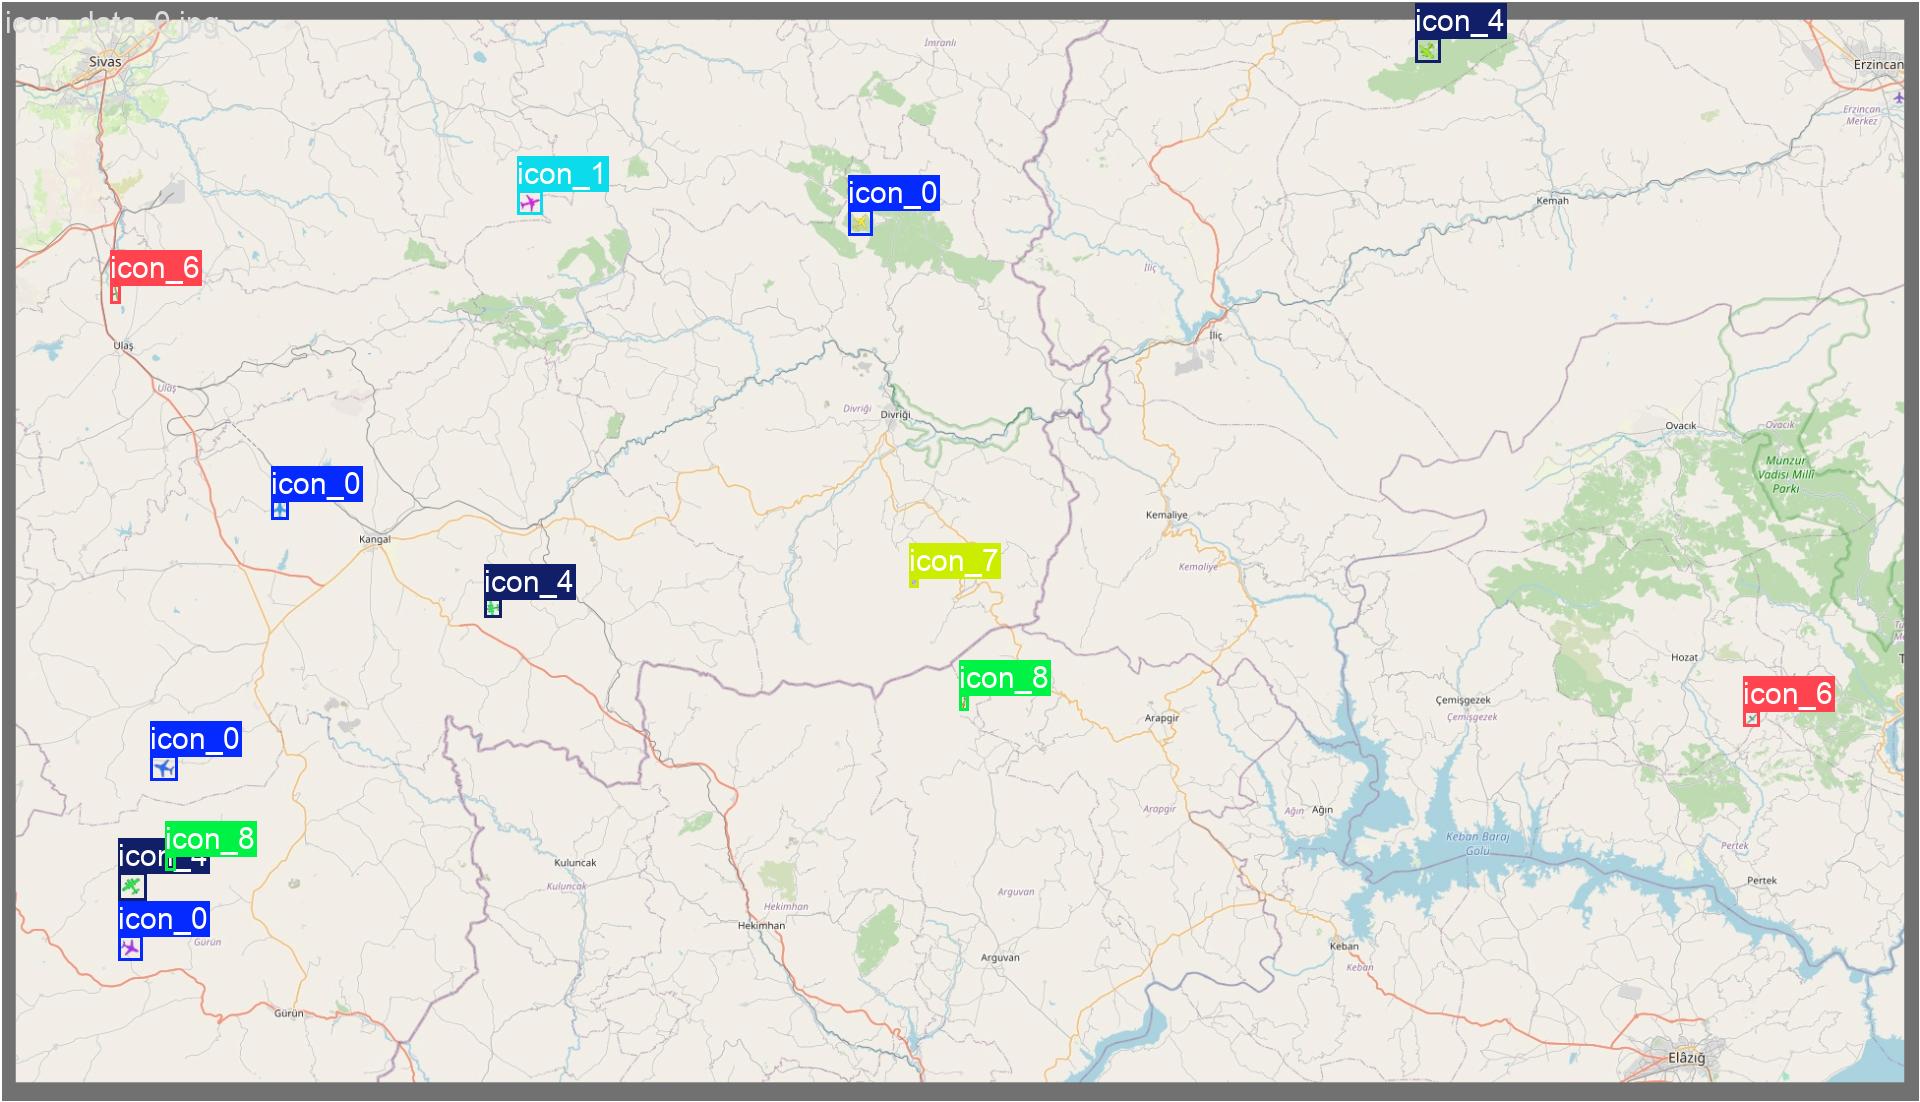 icon_data_0.jpg
icon_4
İmranlı
Sivas
Erzincan
Erzincan
Merkez
icon_1
icon_0
Kemah
icon_6
İliç
İliç
Ulaş
Ulaş
Divriği
Divriği
Ovacık
Ovacık
Munzur
Vadisi Millî
Parkı
icon_0
Kangal
Kemaliye
Kemaliye
icon_7
icon_4
icon_8
Hozat
icon_6
Çemişgezek
Çemişgezek
Arapgir
icon_0
Arapgir
Ağın
Ağın
icon_8
icon_4
Keban Baraj
Gölü
Pertek
Pertek
Kuluncak
Kuluncak
Arguvan
Hekimhan
Hekimhan
icon_0
Gürün
Keban
Keban
Arguvan
Gürün
Elâzığ